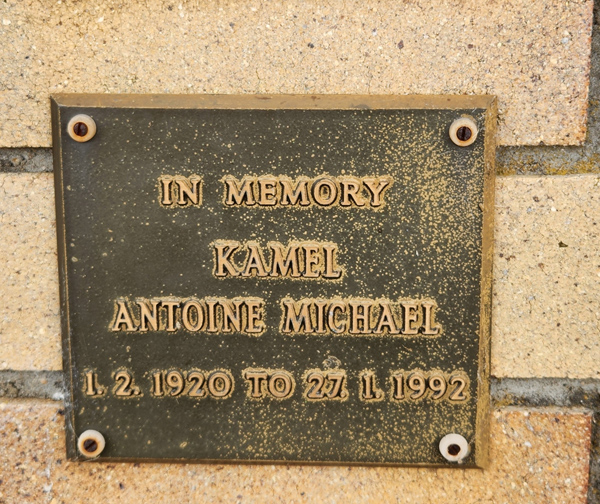 IN MEMORY
KAMEL
ANTOINE MICHAEL
1. 2. 1920 TO 27. 1. 1992